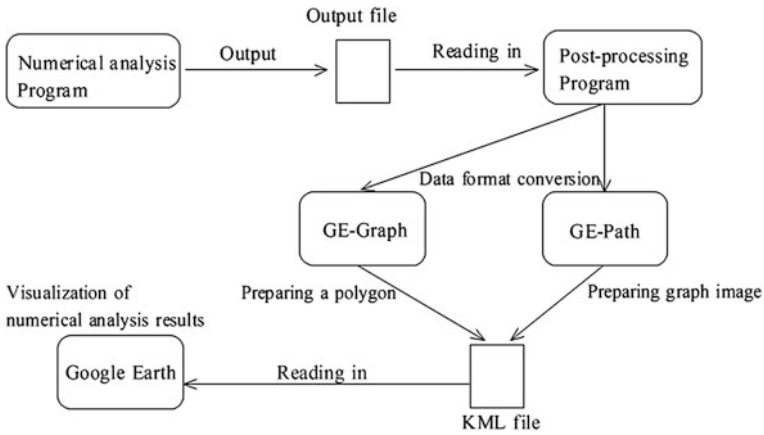 Output file
Numerical analysis
Program
Output
Reading in
Post-processing
Program
Data format conversion
GE-Graph
GE-Path
Preparing a polygon
Preparing graph image
Visualization of
numerical analysis results
Google Earth
Reading in
KML file